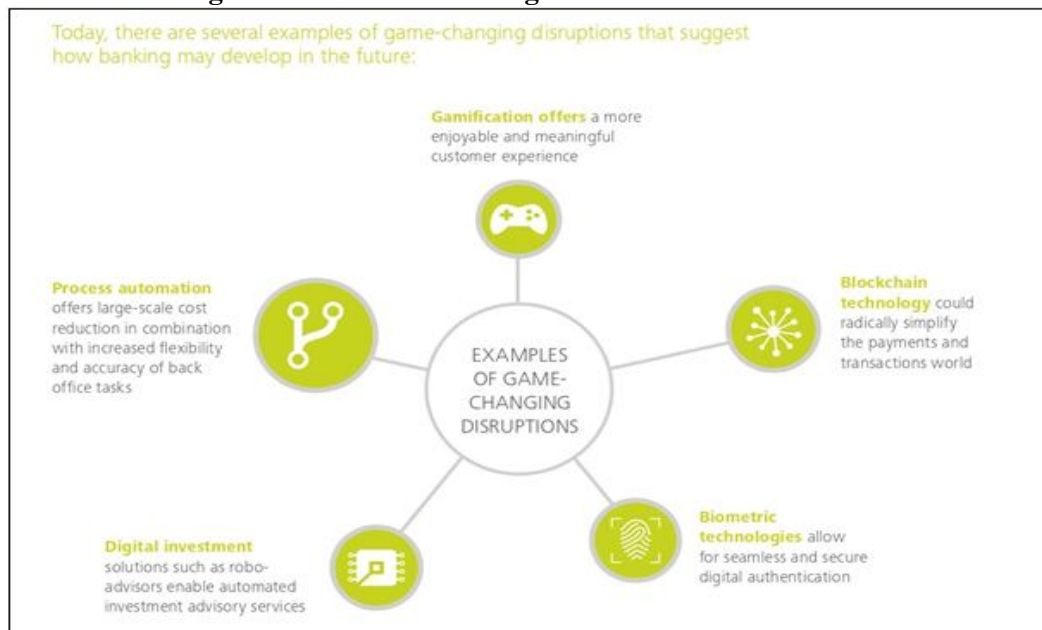 Today, there are several examples of game-changing disruptions that suggest
how banking may develop in the future:
Gamification offers a more
enjoyable and meaningful
customer experience
Process automation
offers large-scale cost
reduction in combination
with increased flexibility
and accuracy of back
office tasks
Blockchain
technology could
radically simplify
the payments and
transactions world
EXAMPLES
OF GAME-
CHANGING
DISRUPTIONS
Digital investment
solutions such as robo-
advisors enable automated
investment advisory services
Biometric
technologies allow
for seamless and secure
digital authentication